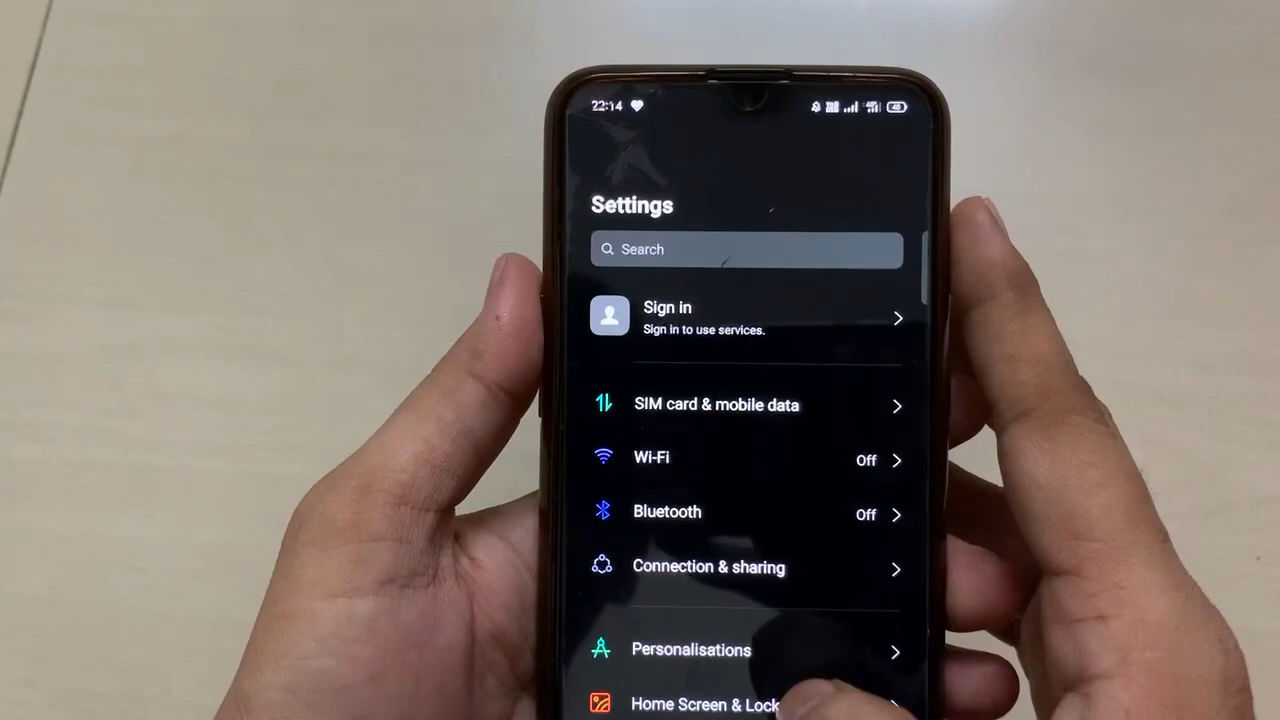 22:14
Settings
Search
Sign in
Sign in to use services.
SIM card & mobile data
Wi-Fi
Off
Bluetooth
Off
Connection & sharing
Personalisations
Home Screen & Lock